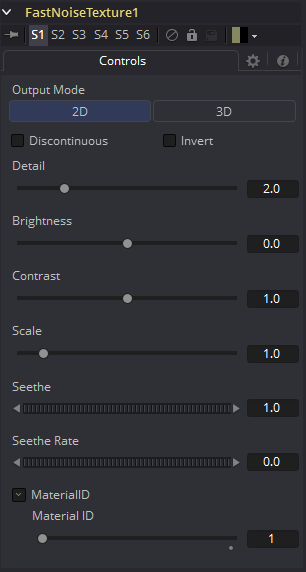 FastNoiseTexture1
S1 S2 S3 S4 S5 S6
Controls
Output Mode
2D 3D
Discontinuous Invert
Detail
2.0
Brightness
0.0
Contrast
1.0
Scale
1.0
Seethe
1.0
Seethe Rate
0.0
MaterialID
Material ID
1